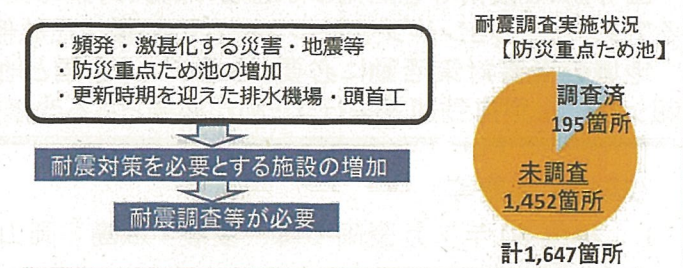 ・頻発・激甚化する災害・地震等
・防災重点ため池の増加
・更新時期を迎えた排水機場・頭首工
耐震対策を必要とする施設の増加
耐震調査等が必要
耐震調査実施状況
【防災重点ため池】
調査済
195箇所
未調査
1,452箇所
計1,647箇所